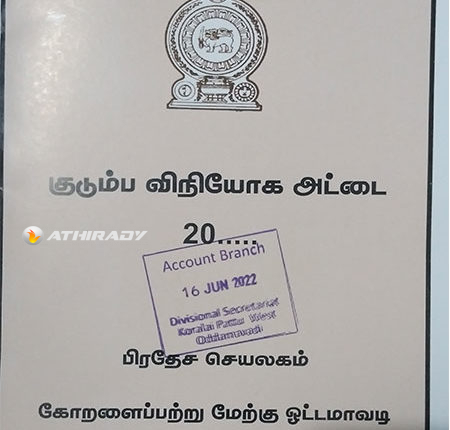 குடும்ப விநியோக அட்டை
ATHIRADY
20.....
Account Branch
16 JUN 2022
Divisional Secretariat
Koralai Pattu West
Oddamavadi
பிரதேச செயலகம்
கோறளைப்பற்று மேற்கு ஓட்டமாவடி